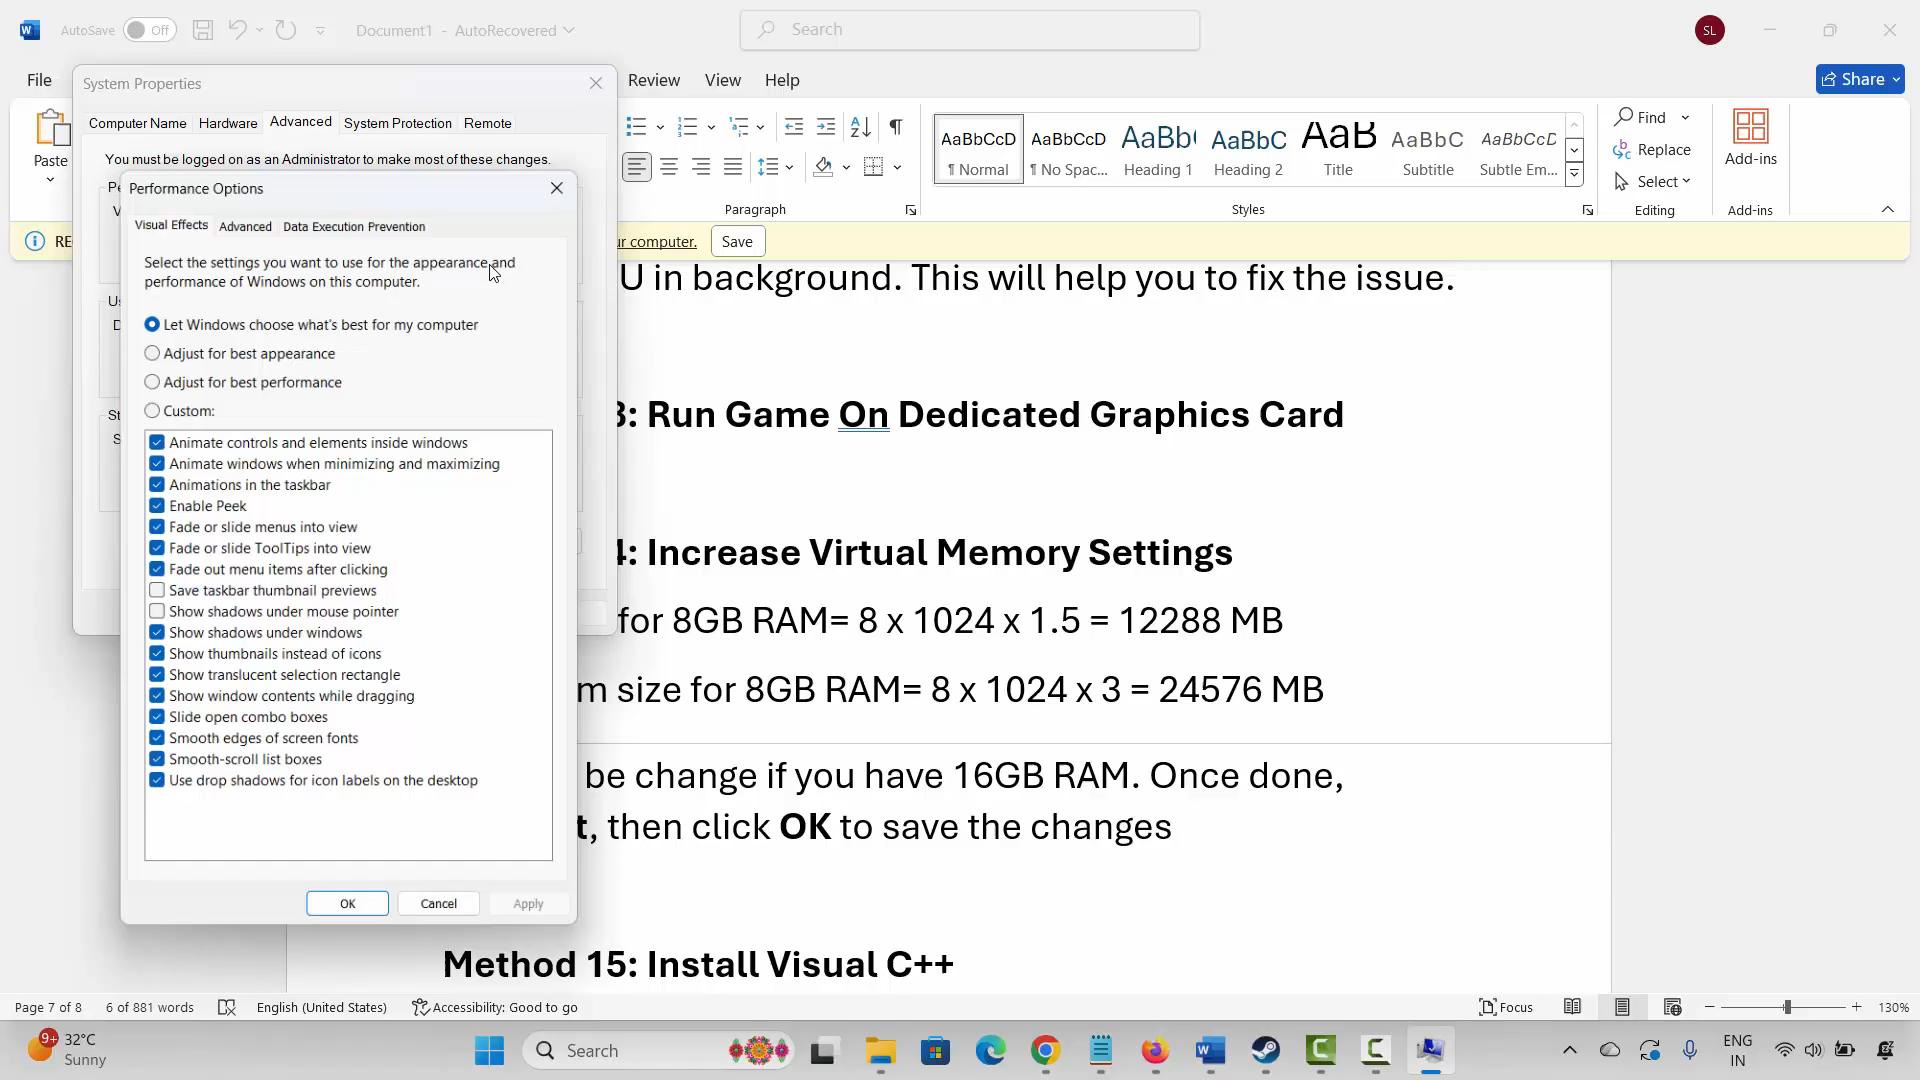 AutoSave Off
Document1 - AutoRecovered
Search
SL
File
Review View Help
Share
Paste
Paragraph
AaBbCcD
¶ Normal
AaBbCcD
¶ No Spac...
Heading 1
AaBbC
Heading 2
AaB
Title
AaBbC
Subtitle
Subtle Em...
Styles
Find
Replace
Select
Editing
Add-ins
Add-ins
ur computer. Save
System Properties
Computer Name Hardware Advanced System Protection Remote
You must be logged on as an Administrator to make most of these changes.
Performance Options
Visual Effects Advanced Data Execution Prevention
Select the settings you want to use for the appearance and
performance of Windows on this computer.
Let Windows choose what's best for my computer
Adjust for best appearance
Adjust for best performance
Custom:
Animate controls and elements inside windows
Animate windows when minimizing and maximizing
Animations in the taskbar
Enable Peek
Fade or slide menus into view
Fade or slide ToolTips into view
Fade out menu items after clicking
Save taskbar thumbnail previews
Show shadows under mouse pointer
Show shadows under windows
Show thumbnails instead of icons
Show translucent selection rectangle
Show window contents while dragging
Slide open combo boxes
Smooth edges of screen fonts
Smooth-scroll list boxes
Use drop shadows for icon labels on the desktop
OK Cancel Apply
U in background. This will help you to fix the issue.
3: Run Game On Dedicated Graphics Card
4: Increase Virtual Memory Settings
for 8GB RAM= 8 x 1024 x 1.5 = 12288 MB
m size for 8GB RAM= 8 x 1024 x 3 = 24576 MB
be change if you have 16GB RAM. Once done,
t, then click OK to save the changes
Method 15: Install Visual C++
Page 7 of 8 6 of 881 words English (United States) Accessibility: Good to go Focus 130%
9+
32°C
Sunny
Search
ENG
IN